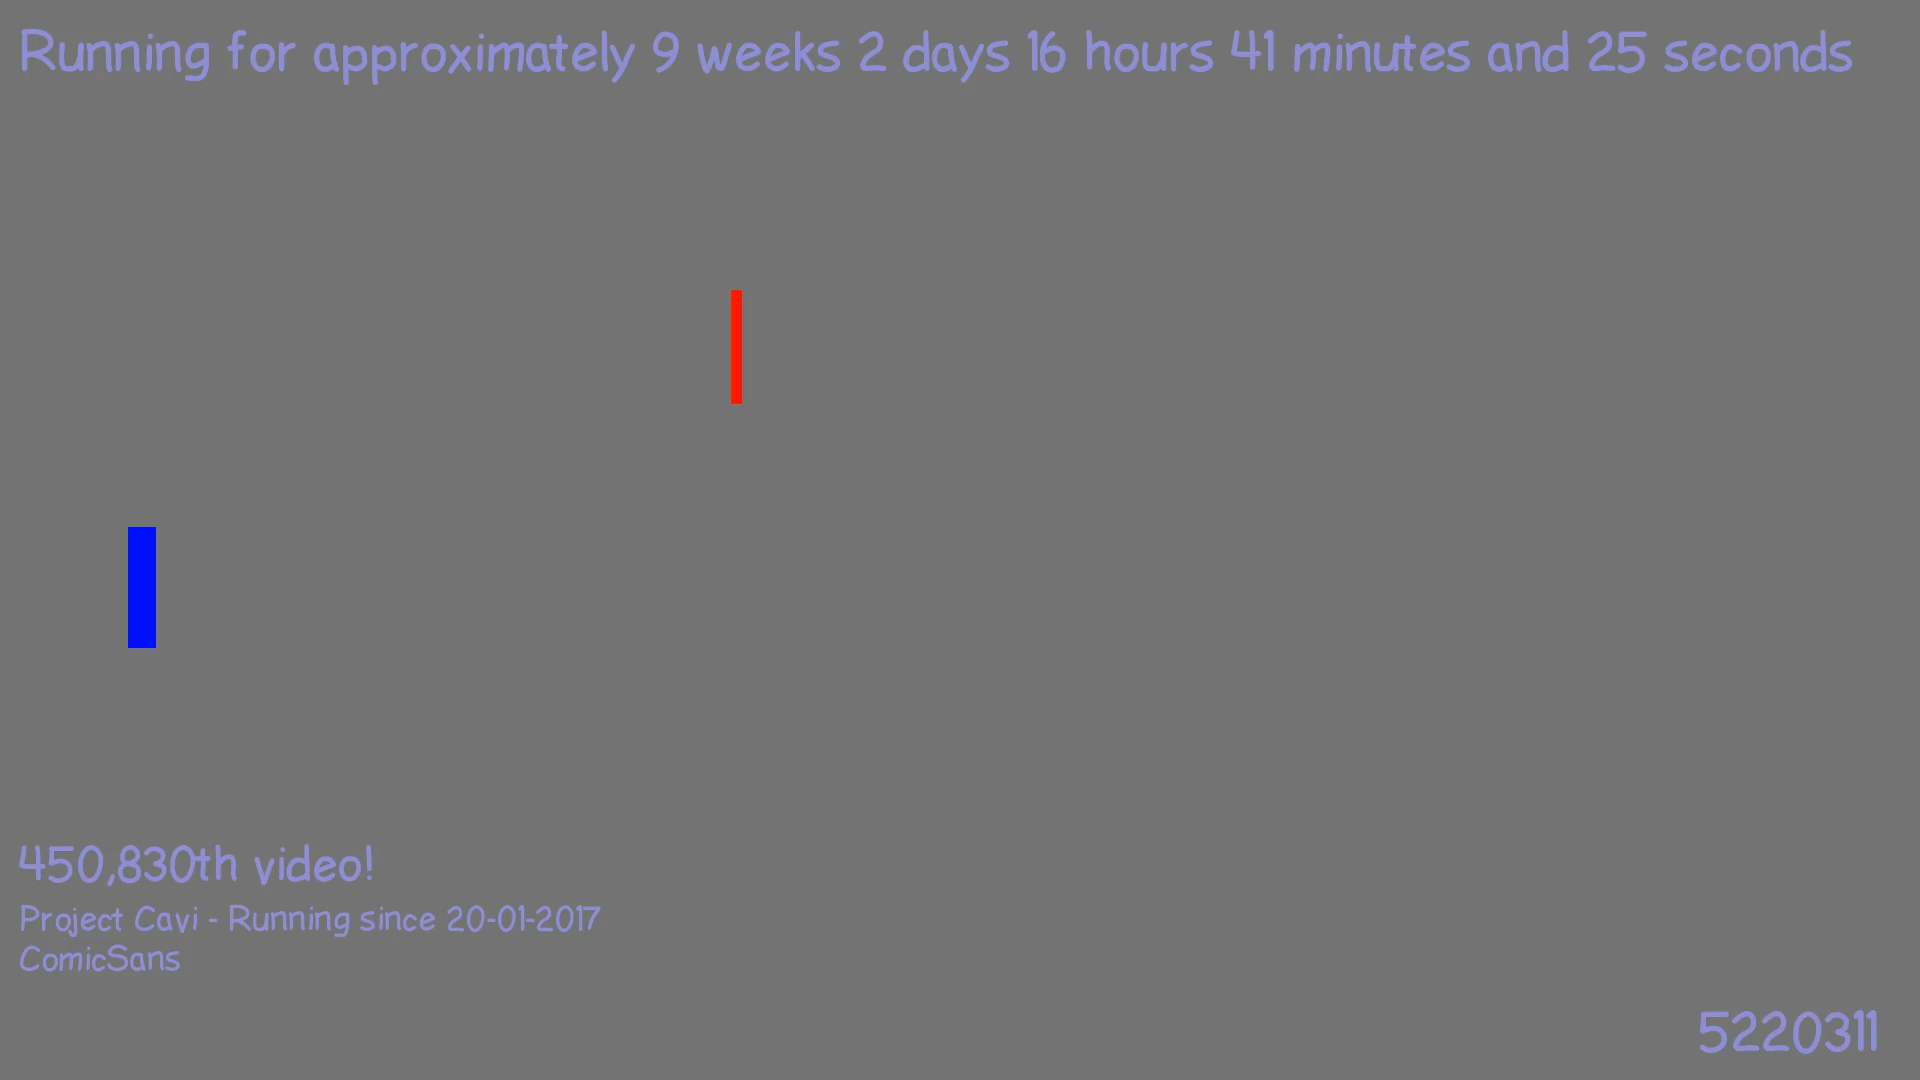 Running for approximately 9 weeks 2 days 16 hours 41 minutes and 25 seconds
450,830th video!
Project Cavi - Running since 20-01-2017
ComicSans
5220311